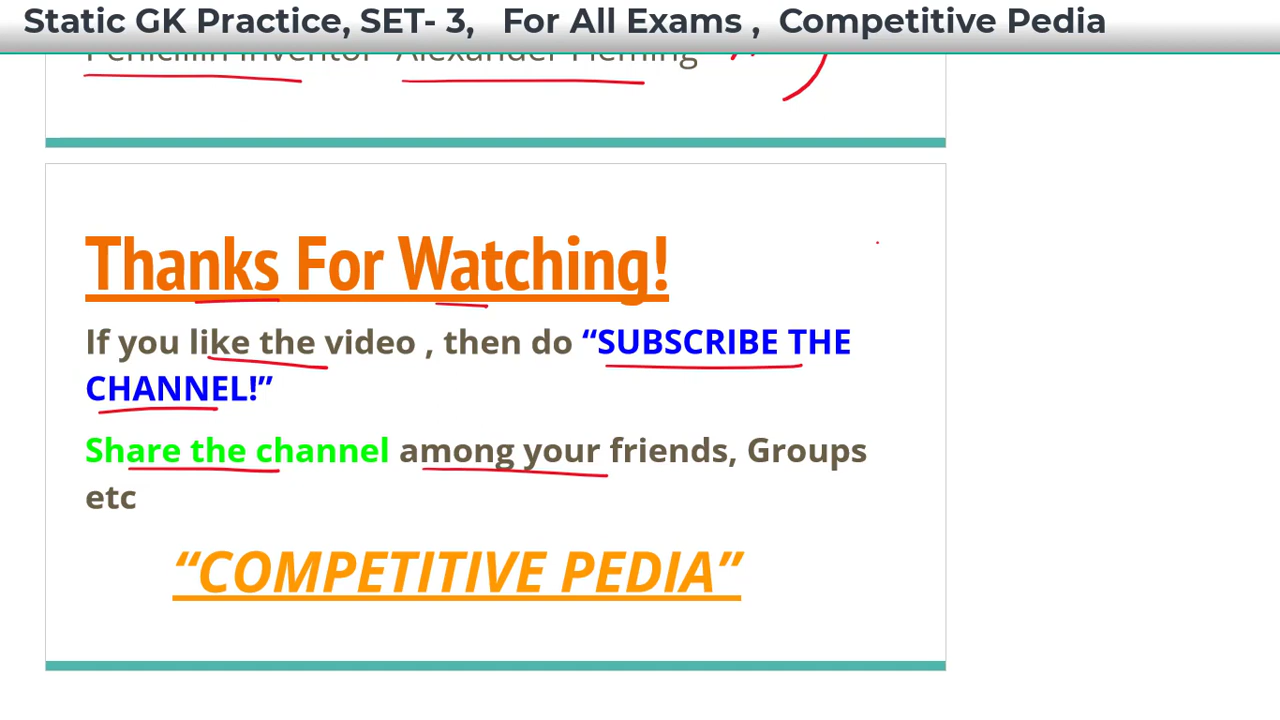 Static GK Practice, SET- 3, For All Exams , Competitive Pedia
Penicillin Inventor Alexander Fleming
Thanks For Watching!
If you like the video , then do “SUBSCRIBE THE
CHANNEL!”
Share the channel among your friends, Groups
etc
“COMPETITIVE PEDIA”